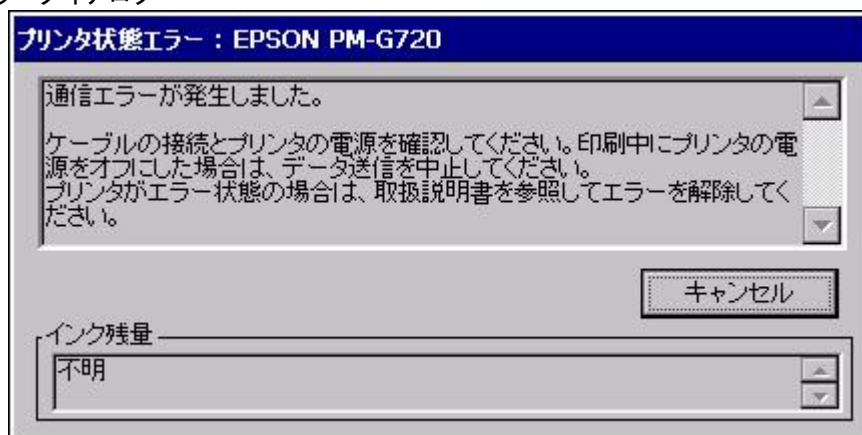 プリンタ状態エラー : EPSON PM-G720
通信エラーが発生しました。
ケーブルの接続とプリンタの電源を確認してください。印刷中にプリンタの電
源をオフにした場合は、データ送信を中止してください。
プリンタがエラー状態の場合は、取扱説明書を参照してエラーを解除してく
ださい。
キャンセル
インク残量
不明